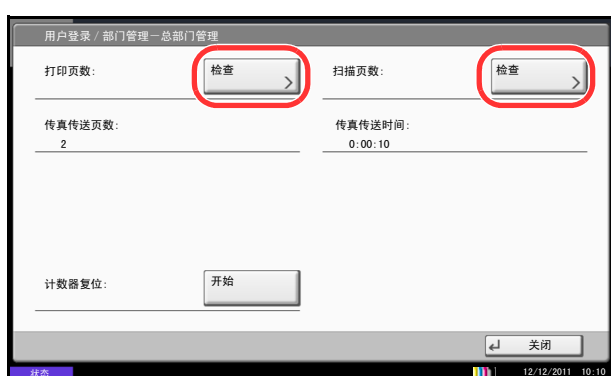 用户登录 / 部门管理－总部门管理
打印页数: 检查 扫描页数: 检查
传真传送页数: 传真传送时间:
2 0:00:10
计数器复位: 开始
关闭
状态 12/12/2011 10:10